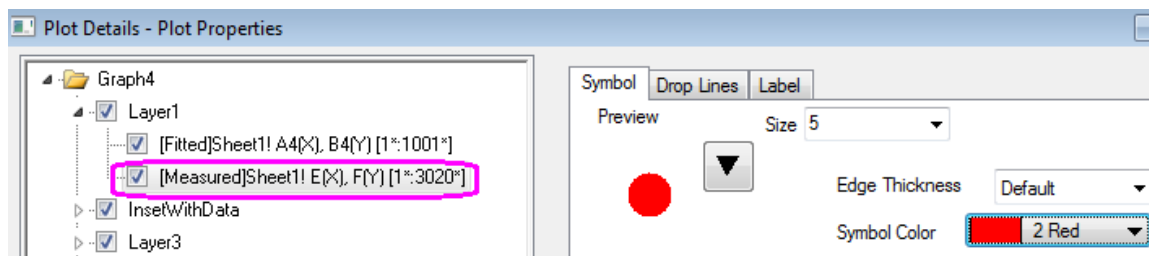 Plot Details - Plot Properties
Graph4
Layer1
[Fitted]Sheet1! A4(X), B4(Y) [1*:1001*]
[Measured]Sheet1! E(X), F(Y) [1*:3020*]
InsetWithData
Layer3
Symbol Drop Lines Label
Preview
Size 5
Edge Thickness Default
Symbol Color 2 Red